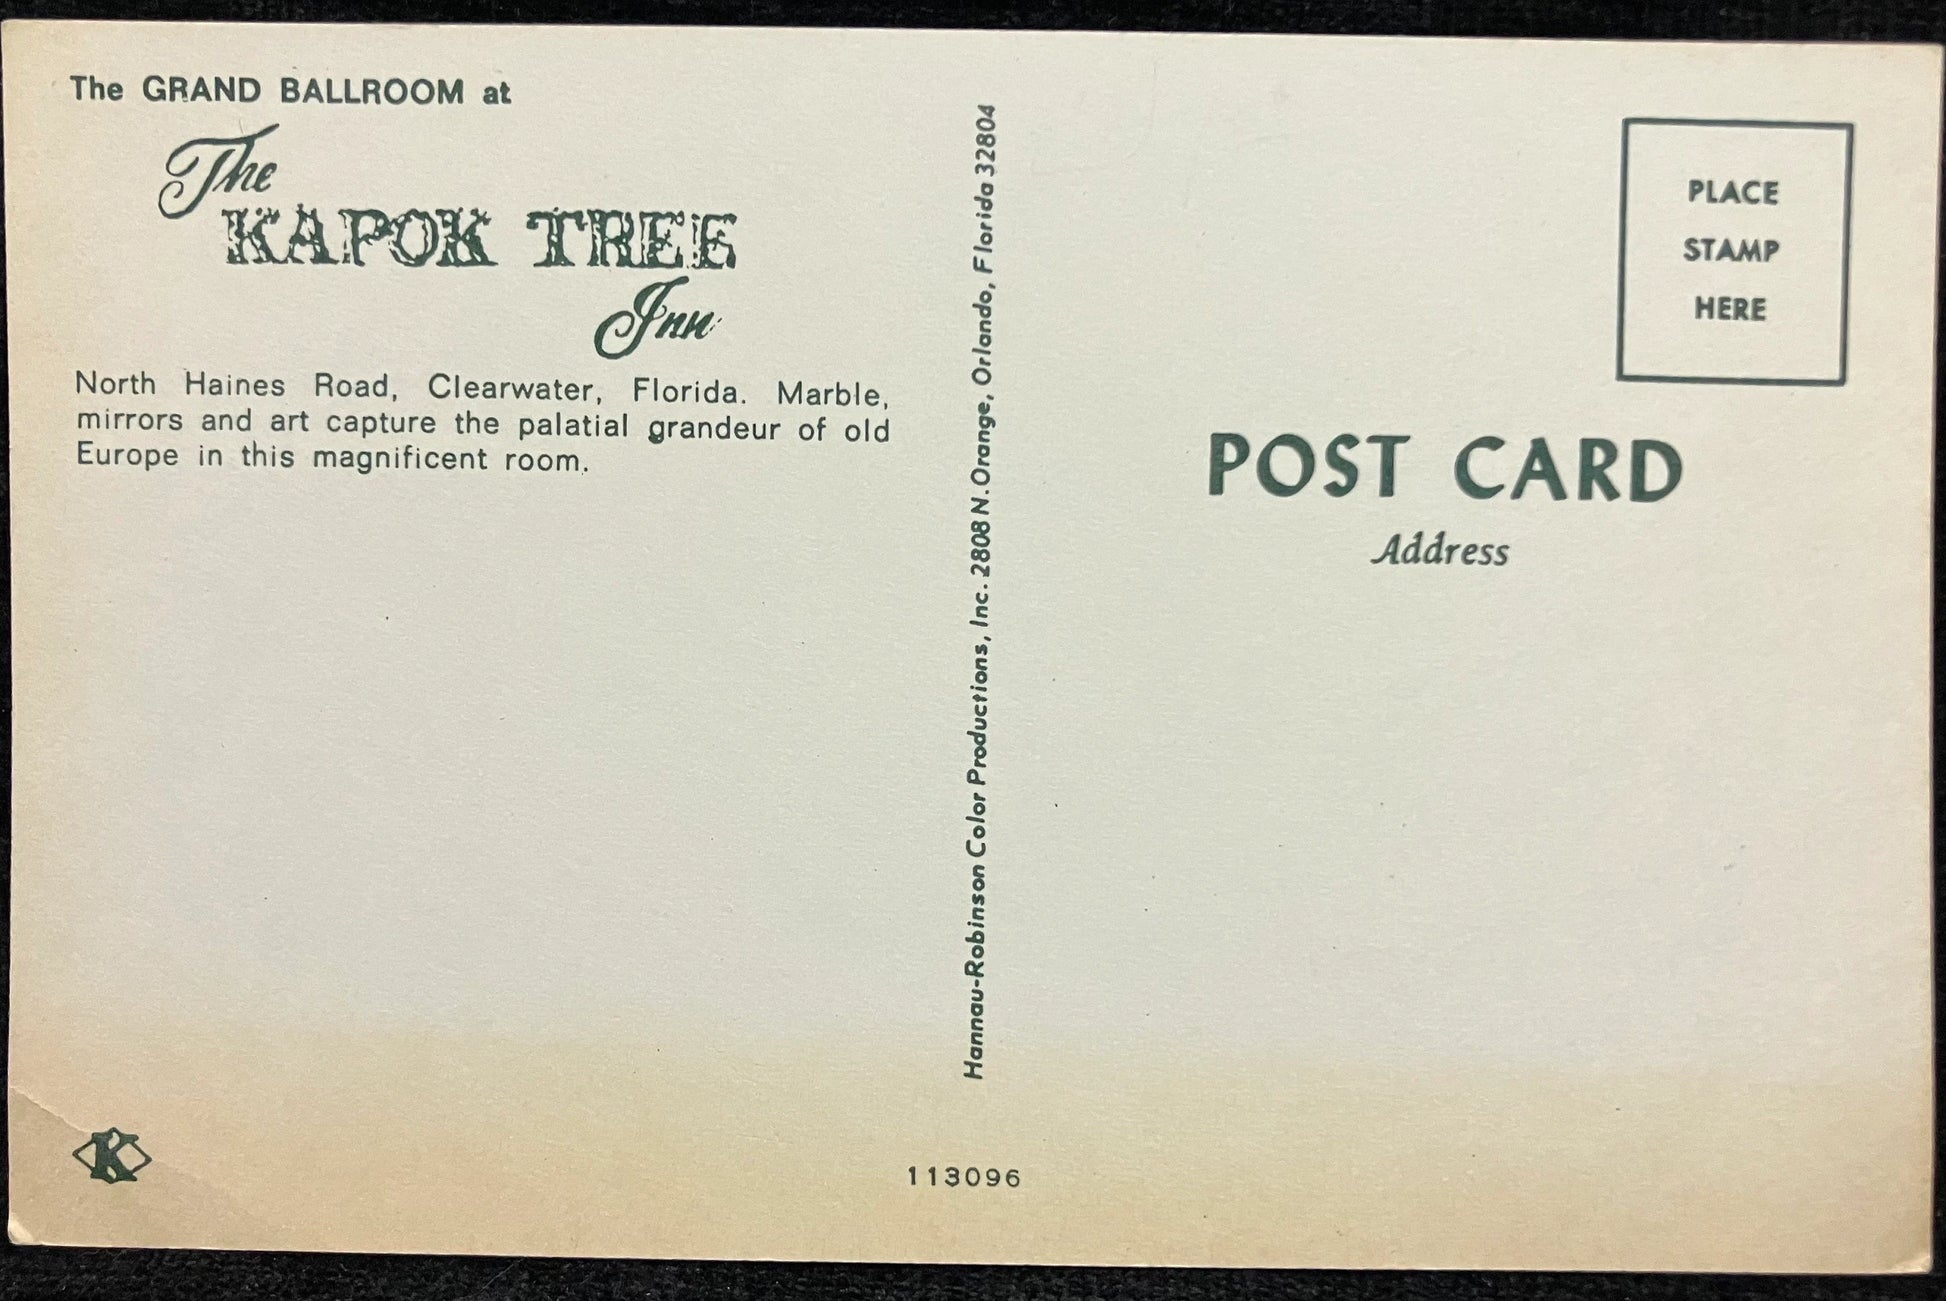 The GRAND BALLROOM at
The
KAPOK TREE
Inn
North Haines Road, Clearwater, Florida. Marble,
mirrors and art capture the palatial grandeur of old
Europe in this magnificent room.
K
Hannau-Robinson Color Productions, Inc. 2808 N. Orange, Orlando, Florida 32804
113096
PLACE
STAMP
HERE
POST CARD
Address